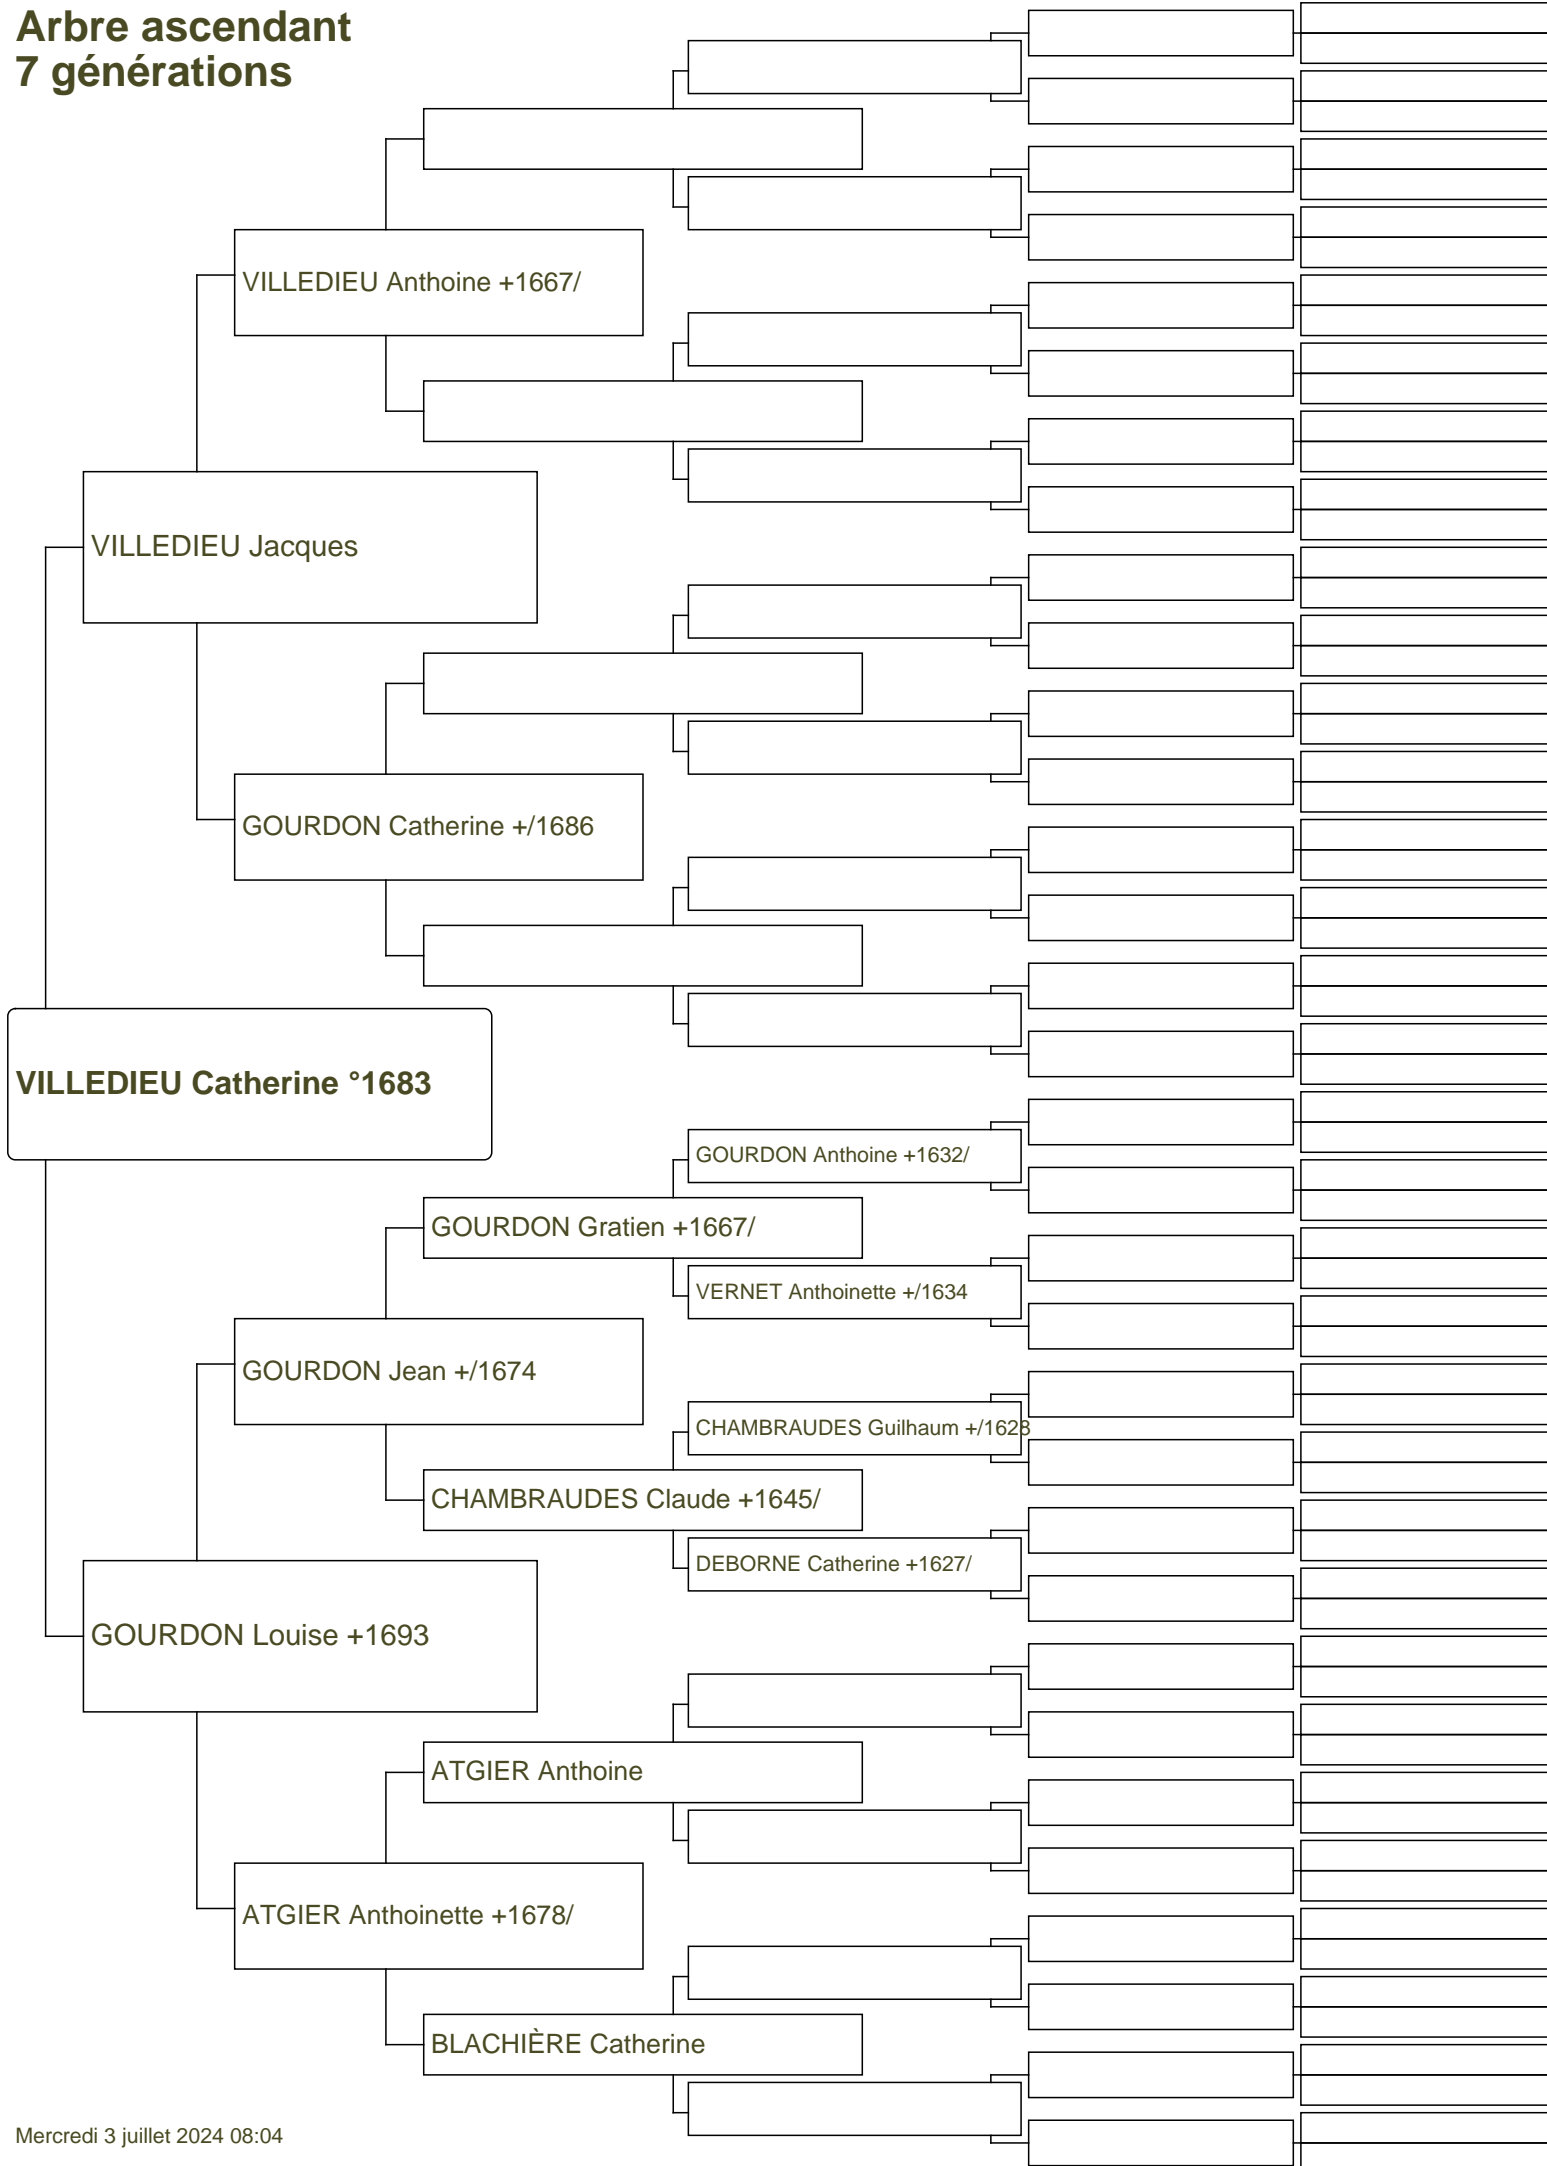 Arbre ascendant
7 générations
VILLEDIEU Anthoine +1667/
VILLEDIEU Jacques
GOURDON Catherine +/1686
VILLEDIEU Catherine °1683
GOURDON Anthoine +1632/
GOURDON Gratien +1667/
VERNET Anthoinette +/1634
GOURDON Jean +/1674
CHAMBRAUDES Guilhaum +/1628
CHAMBRAUDES Claude +1645/
DEBORNE Catherine +1627/
GOURDON Louise +1693
ATGIER Anthoine
ATGIER Anthoinette +1678/
BLACHIÈRE Catherine
Mercredi 3 juillet 2024 08:04